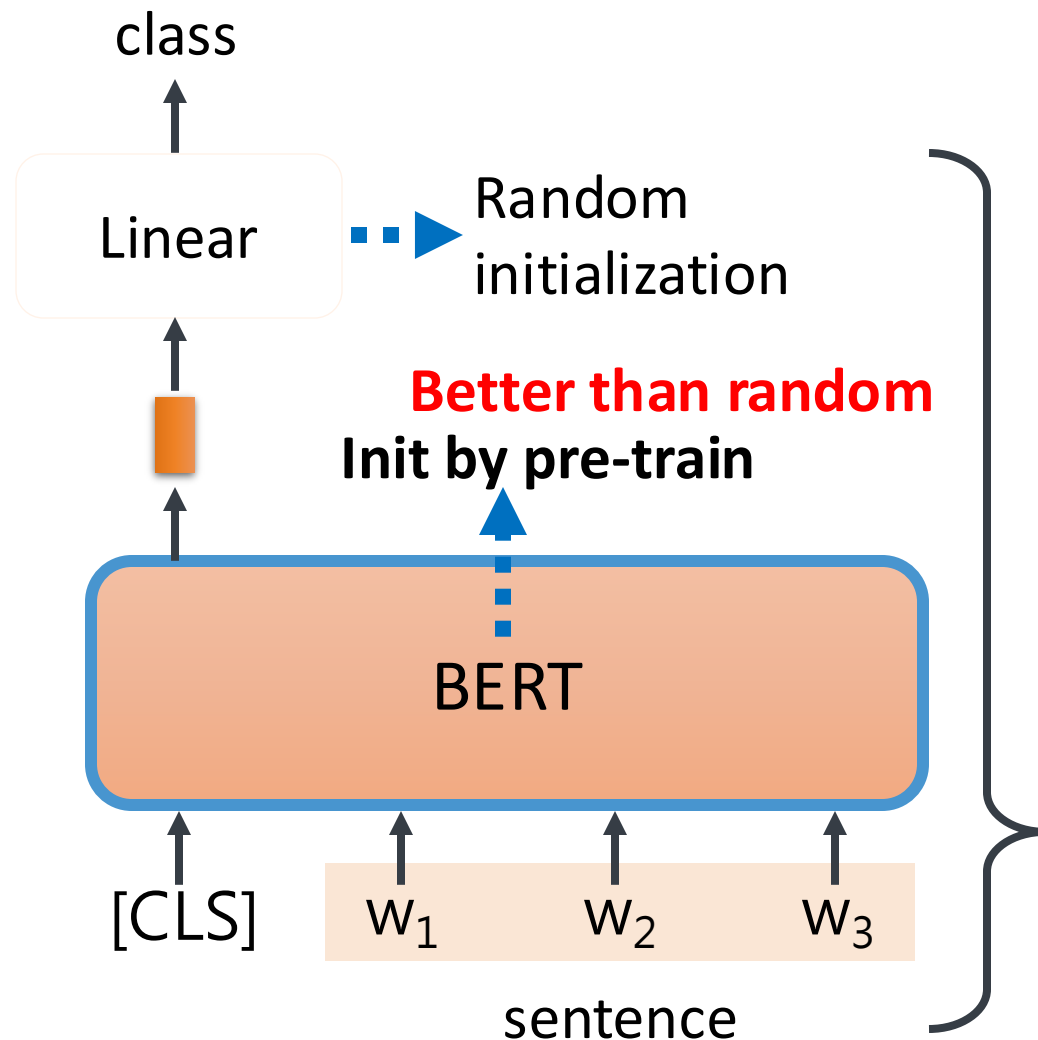 class
Linear
Random
initialization
Better than random
Init by pre-train
BERT
[CLS] w₁ w₂ w₃
sentence